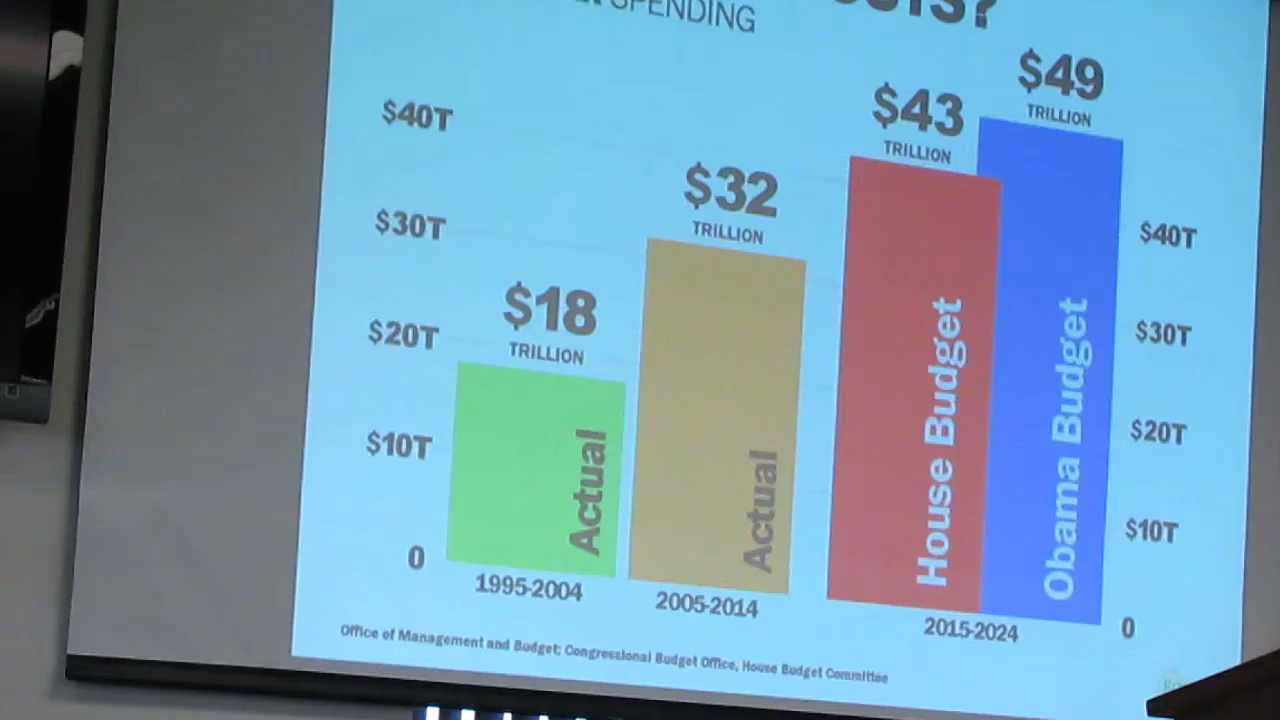 SPENDING
$49
TRILLION
$43
TRILLION
$40T
$32
TRILLION
$30T
$40T
$18
TRILLION
$20T
$30T
$10T
$20T
$10T
Actual
Actual
House Budget
Obama Budget
0
0
1995-2004
2005-2014
2015-2024
Office of Management and Budget; Congressional Budget Office, House Budget Committee